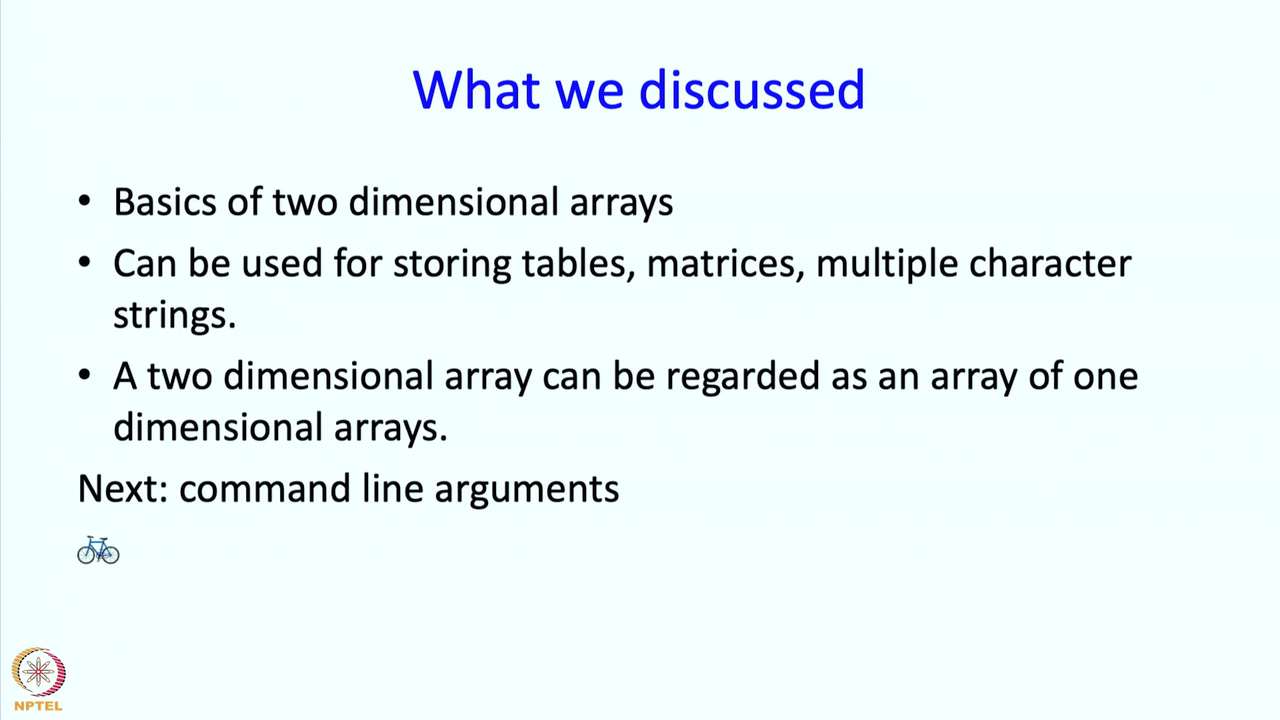 What we discussed
• Basics of two dimensional arrays
• Can be used for storing tables, matrices, multiple character
strings.
• A two dimensional array can be regarded as an array of one
dimensional arrays.
Next: command line arguments
NPTEL